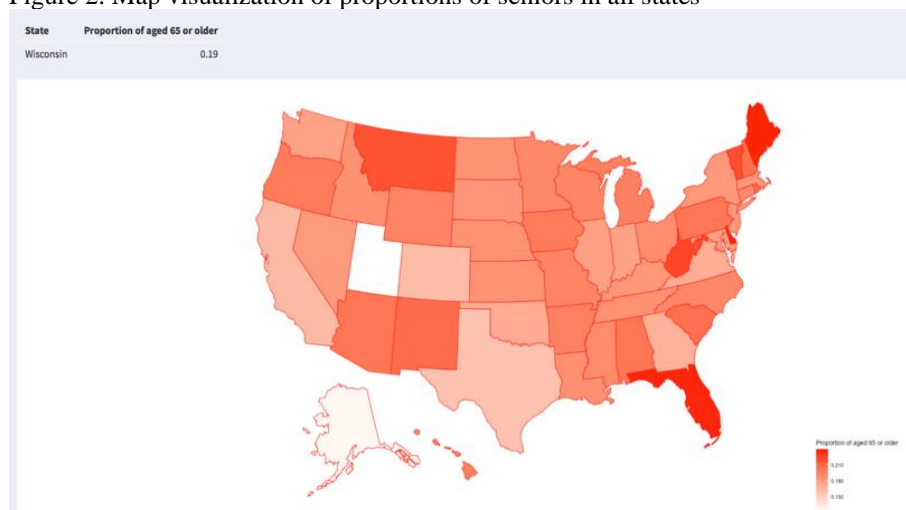 Figure 2. Map visualization of proportions of seniors in all states
State Proportion of aged 65 or older
Wisconsin 0.19
Proportion of aged 65 or older
0.210
0.180
0.150